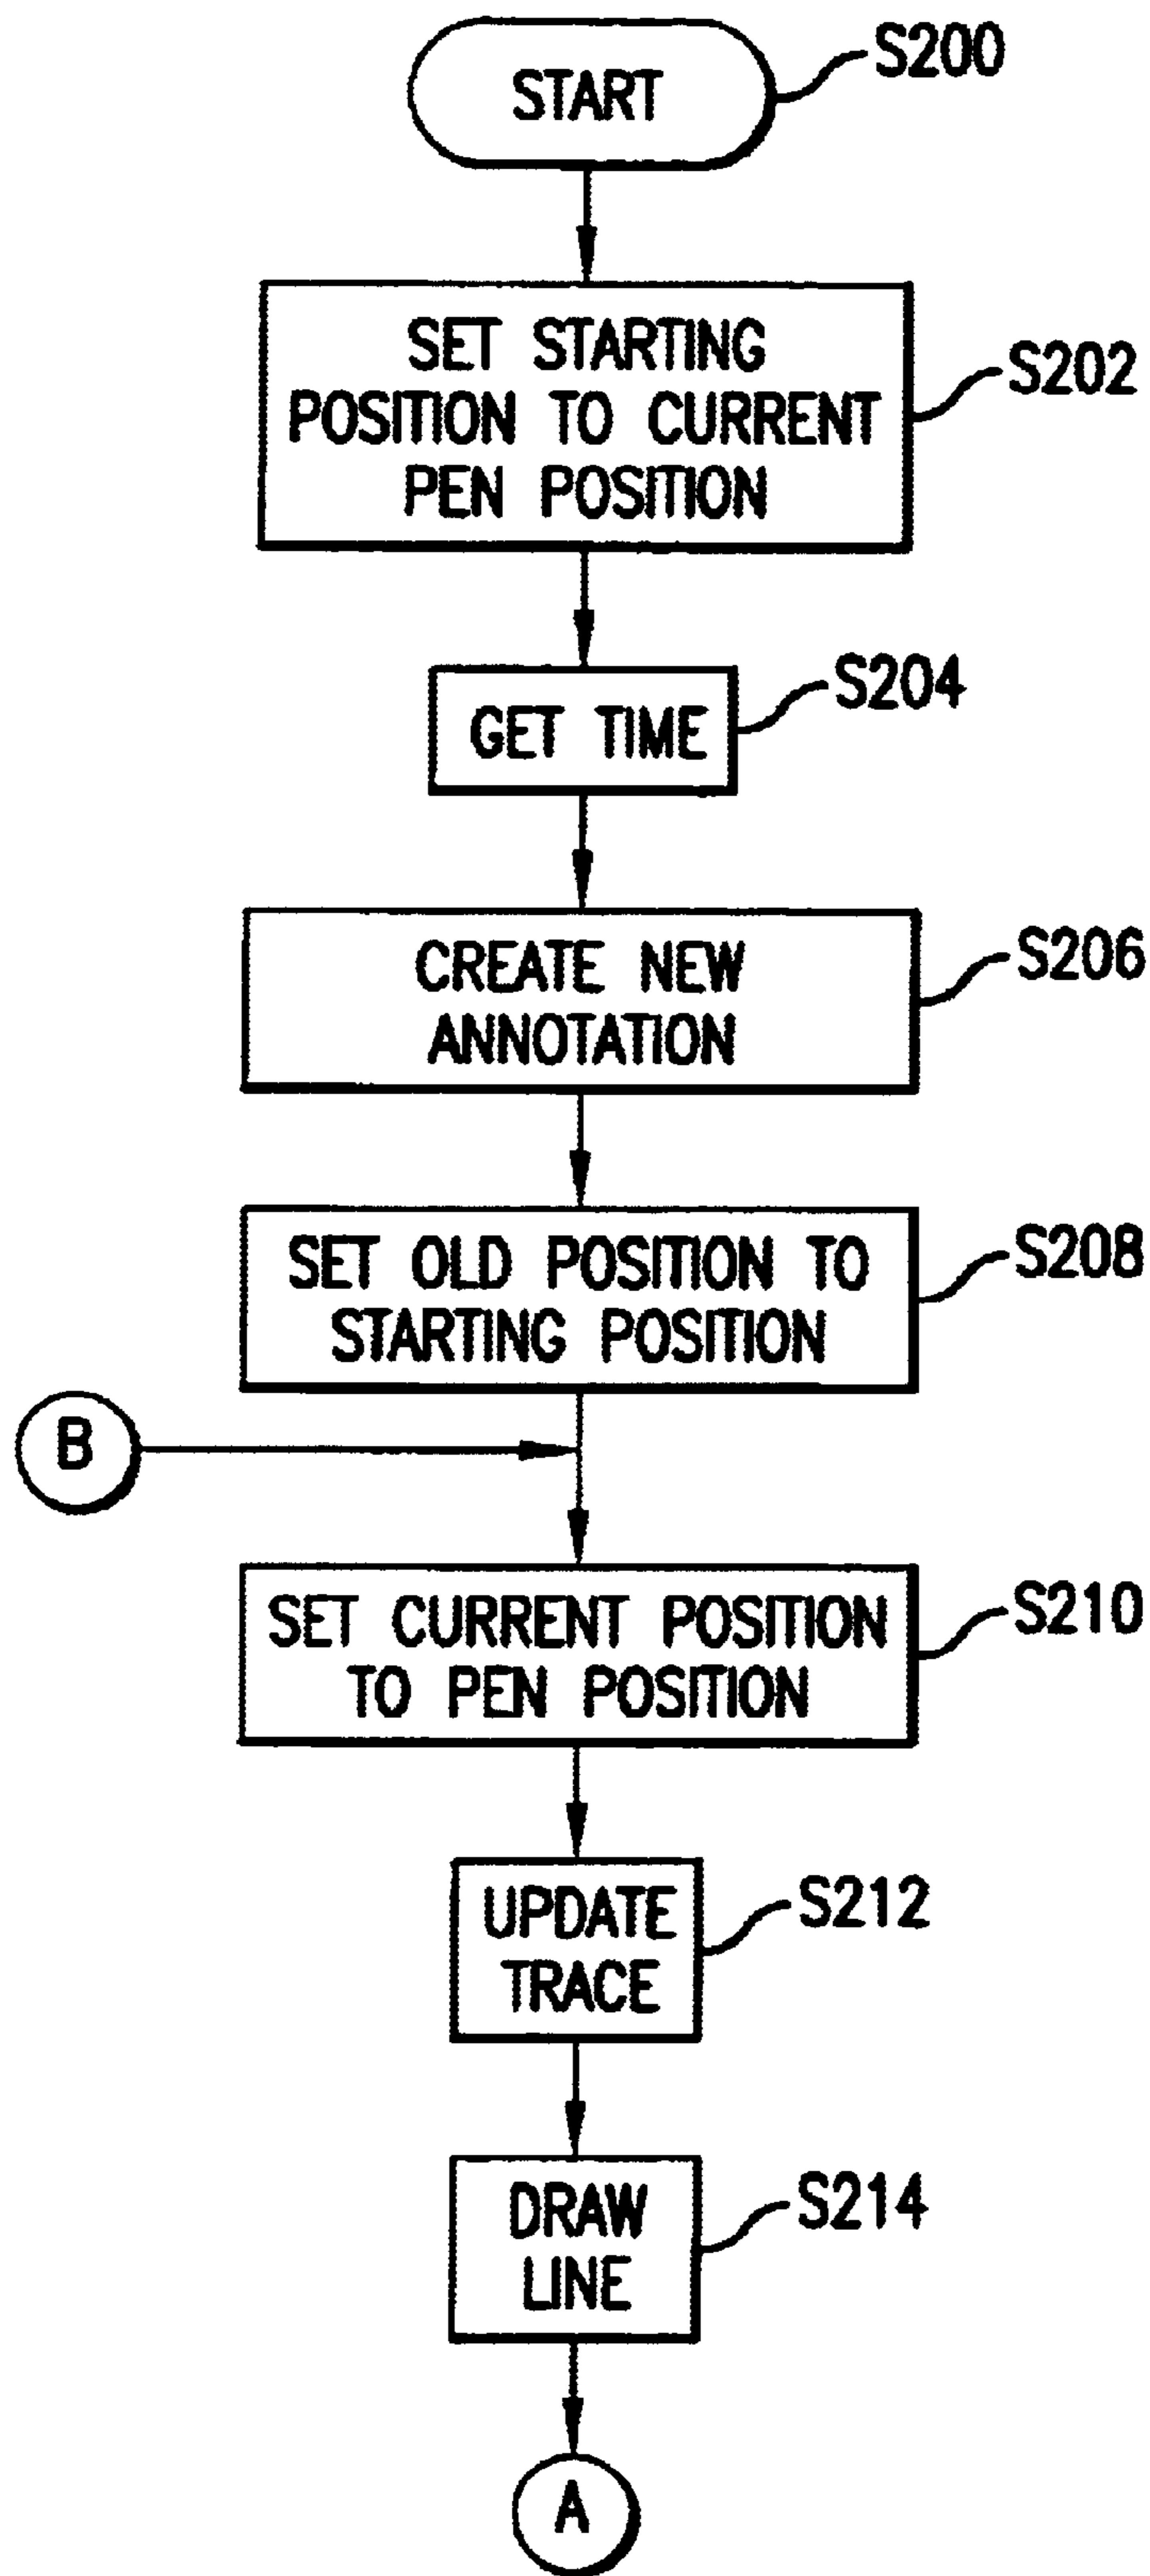 START
S200
SET STARTING
POSITION TO CURRENT
PEN POSITION
S202
GET TIME
S204
CREATE NEW
ANNOTATION
S206
SET OLD POSITION TO
STARTING POSITION
S208
B
SET CURRENT POSITION
TO PEN POSITION
S210
UPDATE
TRACE
S212
DRAW
LINE
S214
A